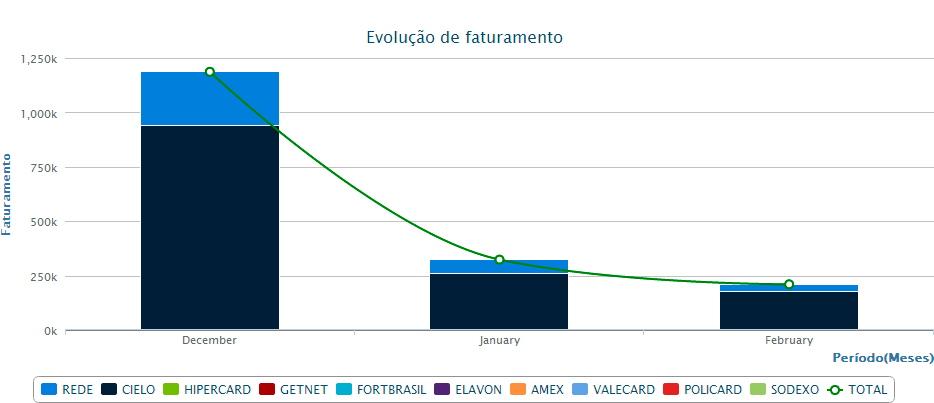 Evolução de faturamento
1,250k
1,000k
750k
500k
250k
0k
Faturamento
December January February
Período(Meses)
REDE CIELO HIPERCARD GETNET FORTBRASIL ELAVON AMEX VALECARD POLICARD SODEXO TOTAL